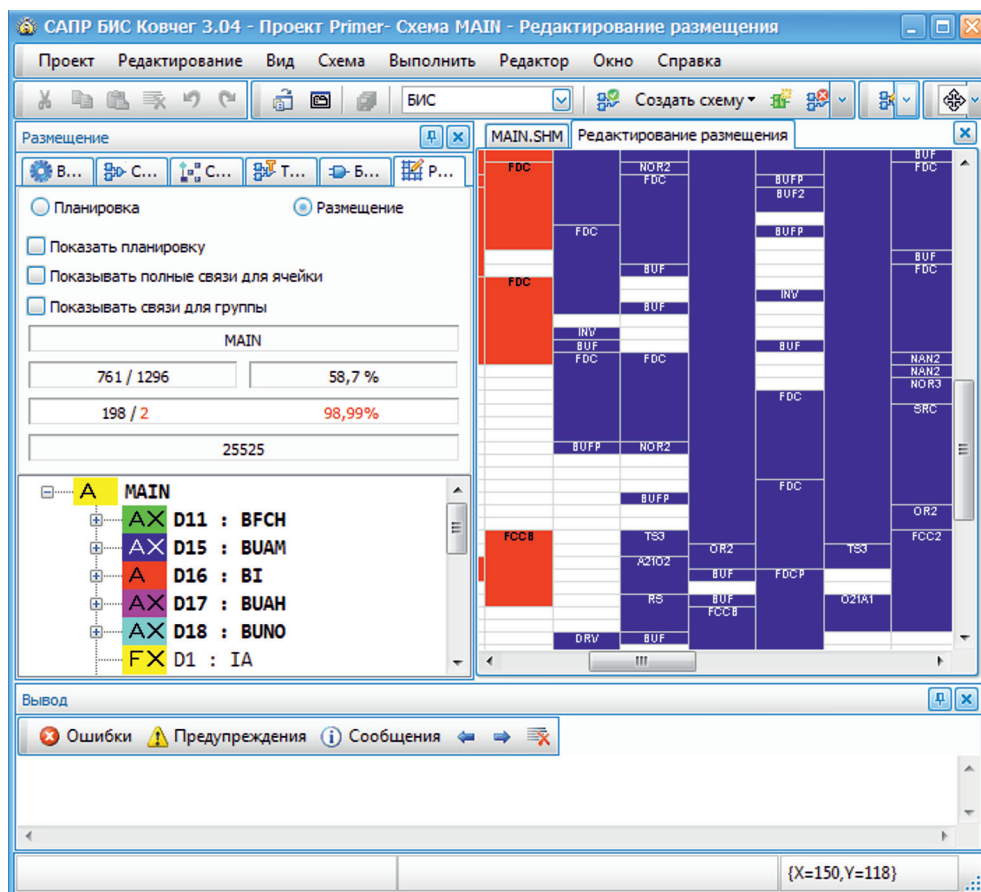 САПР БИС Ковчег 3.04 - Проект Primer- Схема MAIN - Редактирование размещения
Проект Редактирование Вид Схема Выполнить Редактор Окно Справка
БИС Создать схему
Размещение
MAIN.SHM Редактирование размещения
В... С... С... Т... Б... Р...
Планировка Размещение
Показать планировку
Показывать полные связи для ячейки
Показывать связи для группы
MAIN
761 / 1296 58,7 %
198 / 2 98,99%
25525
A MAIN
AX D11 : BFCH
AX D15 : BUAM
A D16 : BI
AX D17 : BUAH
AX D18 : BUNO
FX D1 : IA
BUF
FDC NOR2 FDC
FDC BUFP
BUF2
FDC BUFP
BUF
BUF FDC
FDC
INV
BUF
INV
BUF BUF
FDC FDC NAN2
NAN2
NOR3
FDC
SRC
BUFP NOR2
FDC
BUFP
OR2
FCC8 TS3 FCC2
OR2 TS3
A2102
BUF FDCP
RS BUF O21A1
FCC8
DRV BUF
Вывод
Ошибки Предупреждения Сообщения
{X=150,Y=118}